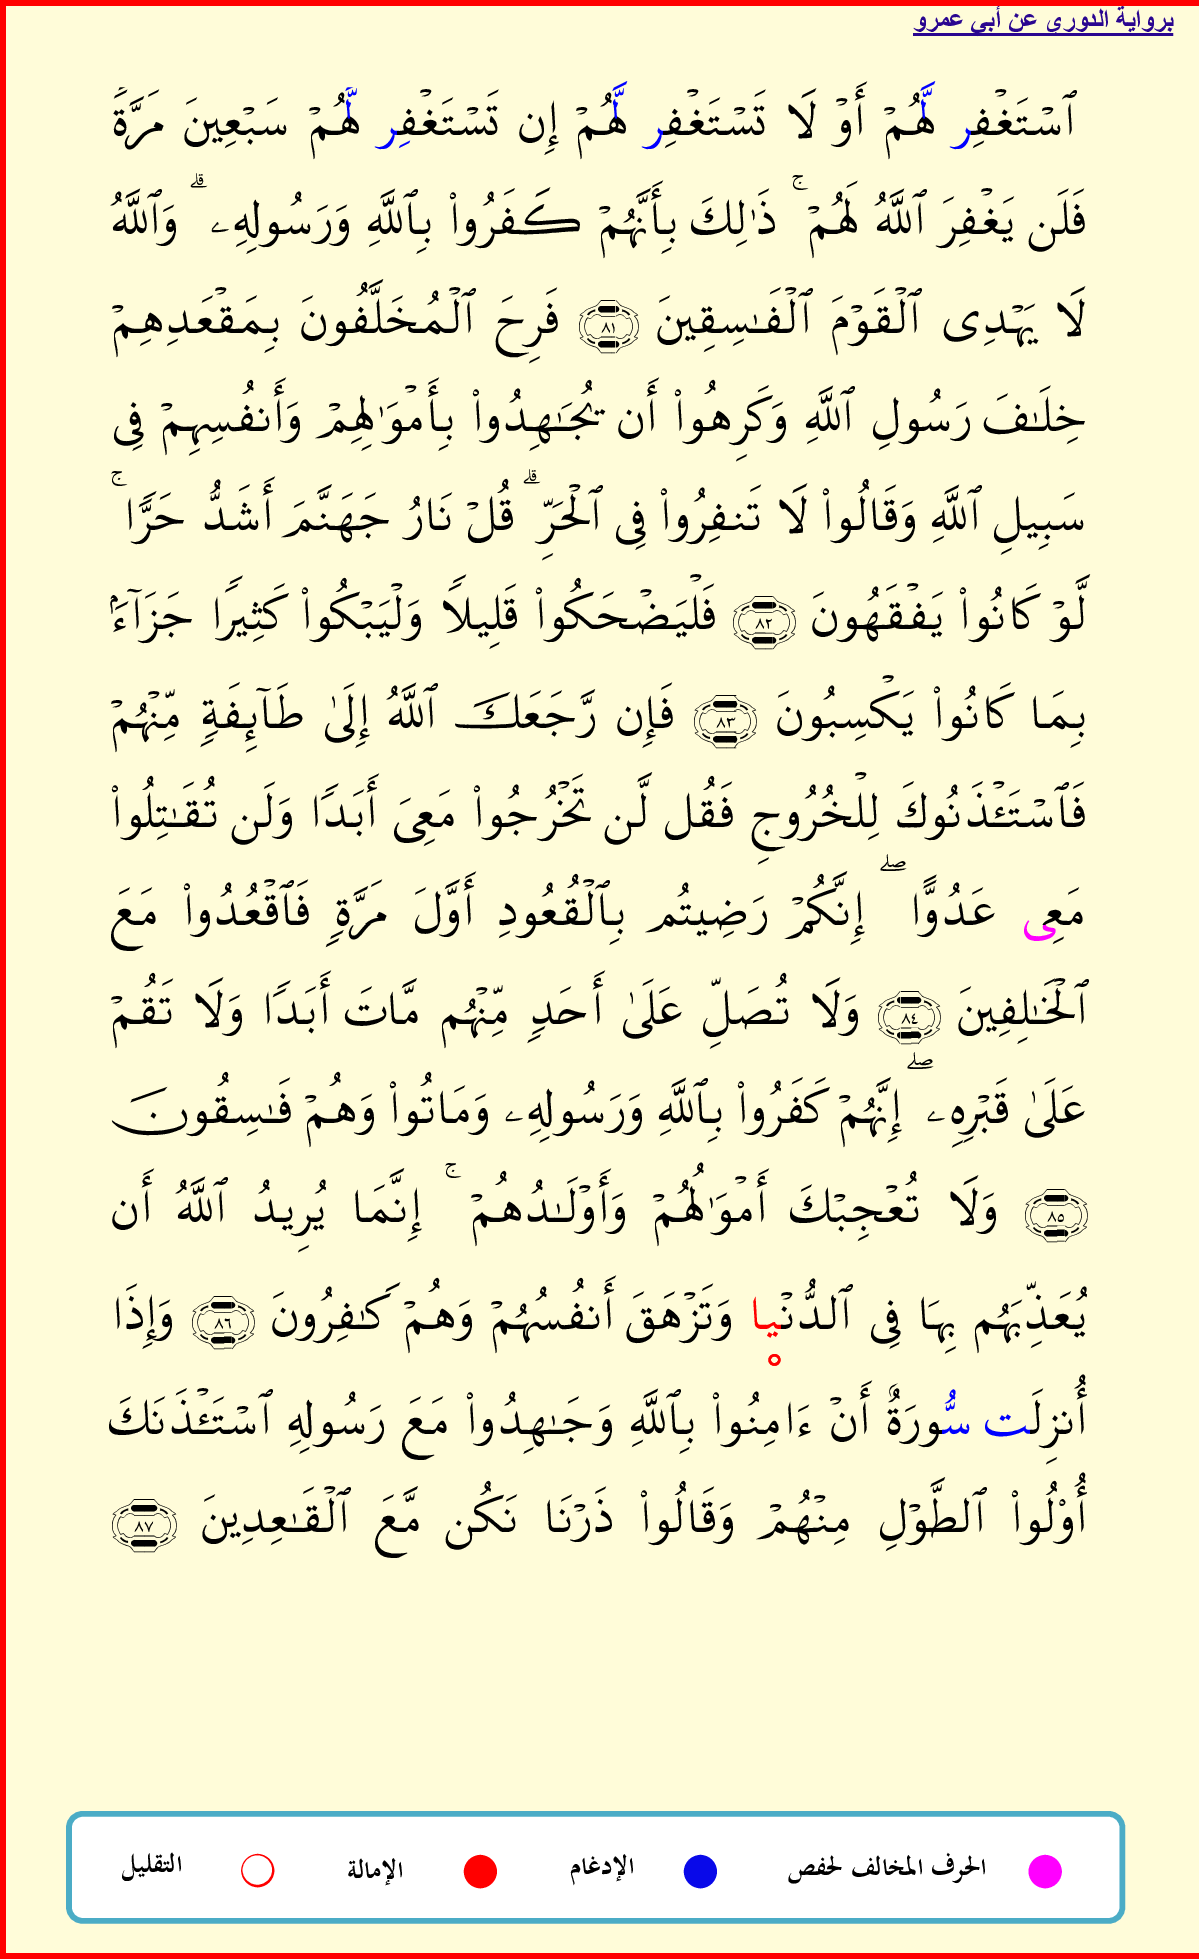 برواية الدوري عن أبي عمرو
ٱسۡتَغۡفِر لَّهُمۡ أَوۡ لَا تَسۡتَغۡفِر لَّهُمۡ إِن تَسۡتَغۡفِر لَّهُمۡ سَبۡعِينَ مَرَّةٗ
فَلَن يَغۡفِرَ ٱللَّهُ لَهُمۡۚ ذَٰلِكَ بِأَنَّهُمۡ كَفَرُواْ بِٱللَّهِ وَرَسُولِهِۦۗ وَٱللَّهُ
لَا يَهۡدِي ٱلۡقَوۡمَ ٱلۡفَٰسِقِينَ ٨١ فَرِحَ ٱلۡمُخَلَّفُونَ بِمَقۡعَدِهِمۡ
خِلَٰفَ رَسُولِ ٱللَّهِ وَكَرِهُواْ أَن يُجَٰهِدُواْ بِأَمۡوَٰلِهِمۡ وَأَنفُسِهِمۡ فِي
سَبِيلِ ٱللَّهِ وَقَالُواْ لَا تَنفِرُواْ فِي ٱلۡحَرِّۗ قُلۡ نَارُ جَهَنَّمَ أَشَدُّ حَرّٗاۚ
لَّوۡ كَانُواْ يَفۡقَهُونَ ٨٢ فَلۡيَضۡحَكُواْ قَلِيلٗا وَلۡيَبۡكُواْ كَثِيرٗا جَزَآءَۢ
بِمَا كَانُواْ يَكۡسِبُونَ ٨٣ فَإِن رَّجَعَكَ ٱللَّهُ إِلَىٰ طَآئِفَةٖ مِّنۡهُمۡ
فَٱسۡتَـٔۡذَنُوكَ لِلۡخُرُوجِ فَقُل لَّن تَخۡرُجُواْ مَعِيَ أَبَدٗا وَلَن تُقَٰتِلُواْ
مَعِي عَدُوًّاۖ إِنَّكُمۡ رَضِيتُم بِٱلۡقُعُودِ أَوَّلَ مَرَّةٖ فَٱقۡعُدُواْ مَعَ
ٱلۡخَٰلِفِينَ ٨٤ وَلَا تُصَلِّ عَلَىٰ أَحَدٖ مِّنۡهُم مَّاتَ أَبَدٗا وَلَا تَقُمۡ
عَلَىٰ قَبۡرِهِۦۖ إِنَّهُمۡ كَفَرُواْ بِٱللَّهِ وَرَسُولِهِۦ وَمَاتُواْ وَهُمۡ فَٰسِقُونَ
٨٥ وَلَا تُعۡجِبۡكَ أَمۡوَٰلُهُمۡ وَأَوۡلَٰدُهُمۡۚ إِنَّمَا يُرِيدُ ٱللَّهُ أَن
يُعَذِّبَهُم بِهَا فِي ٱلدُّنۡيا وَتَزۡهَقَ أَنفُسُهُمۡ وَهُمۡ كَٰفِرُونَ ٨٦ وَإِذَا
أُنزِلَت سُّورَةٌ أَنۡ ءَامِنُواْ بِٱللَّهِ وَجَٰهِدُواْ مَعَ رَسُولِهِ ٱسۡتَـٔۡذَنَكَ
أُوْلُواْ ٱلطَّوۡلِ مِنۡهُمۡ وَقَالُواْ ذَرۡنَا نَكُن مَّعَ ٱلۡقَٰعِدِينَ ٨٧
الحرف المخالف لحفص الإدغام الإمالة التقليل